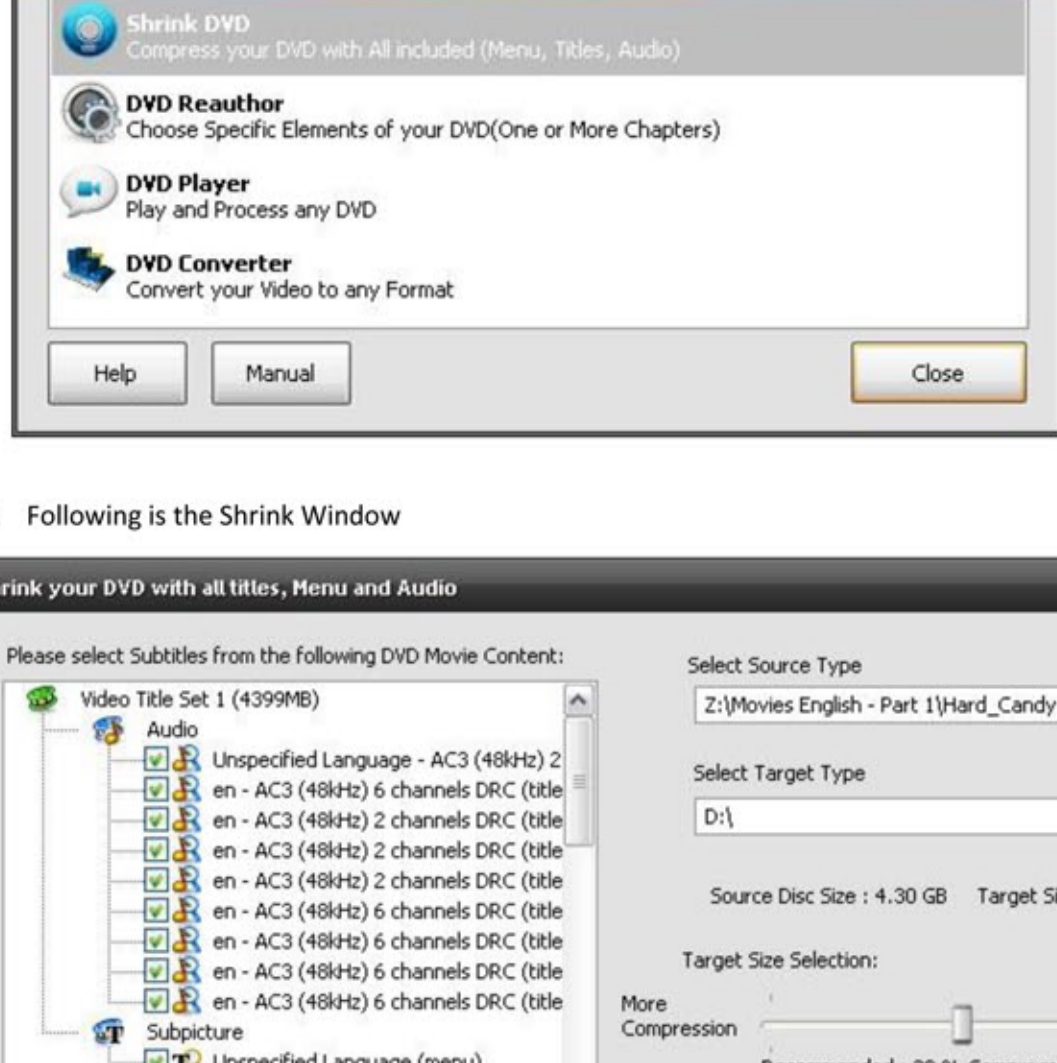 Shrink DVD
Compress your DVD with All included (Menu, Titles, Audio)
DVD Reauthor
Choose Specific Elements of your DVD(One or More Chapters)
DVD Player
Play and Process any DVD
DVD Converter
Convert your Video to any Format
Help Manual Close
Following is the Shrink Window
rink your DVD with all titles, Menu and Audio
Please select Subtitles from the following DVD Movie Content:
Video Title Set 1 (4399MB)
Audio
Unspecified Language - AC3 (48kHz) 2
en - AC3 (48kHz) 6 channels DRC (title
en - AC3 (48kHz) 2 channels DRC (title
en - AC3 (48kHz) 2 channels DRC (title
en - AC3 (48kHz) 2 channels DRC (title
en - AC3 (48kHz) 6 channels DRC (title
en - AC3 (48kHz) 6 channels DRC (title
en - AC3 (48kHz) 6 channels DRC (title
en - AC3 (48kHz) 6 channels DRC (title
Subpicture
Unspecified Language (menu)
Select Source Type
Z:\Movies English - Part 1\Hard_Candy
Select Target Type
D:\
Source Disc Size : 4.30 GB Target Si
Target Size Selection:
More
Compression